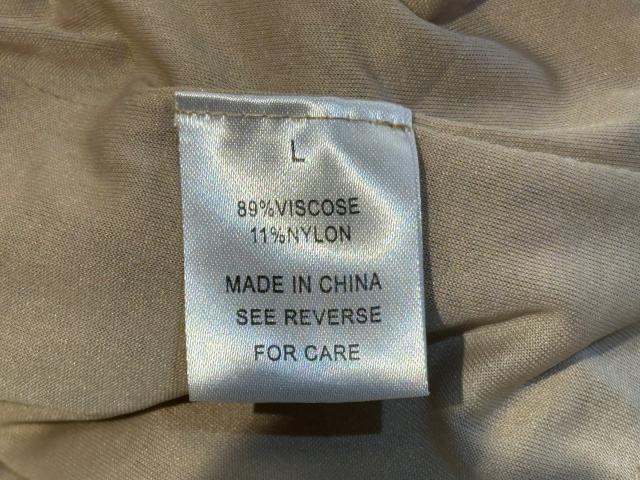 L
89%VISCOSE
11%NYLON
MADE IN CHINA
SEE REVERSE
FOR CARE